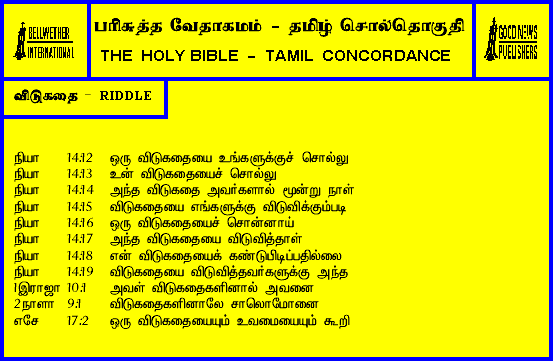 BELLWETHER
INTERNATIONAL
பரிசுத்த வேதாகமம் - தமிழ் சொல்தொகுதி
THE HOLY BIBLE - TAMIL CONCORDANCE
GOOD NEWS
PUBLISHERS
விடுகதை - RIDDLE
நியா 14:12 ஒரு விடுகதையை உங்களுக்குச் சொல்லு
நியா 14:13 உன் விடுகதையைச் சொல்லு
நியா 14:14 அந்த விடுகதை அவர்களால் மூன்று நாள்
நியா 14:15 விடுகதையை எங்களுக்கு விடுவிக்கும்படி
நியா 14:16 ஒரு விடுகதையைச் சொன்னாய்
நியா 14:17 அந்த விடுகதையை விடுவித்தாள்
நியா 14:18 என் விடுகதையைக் கண்டுபிடிப்பதில்லை
நியா 14:19 விடுகதையை விடுவித்தவர்களுக்கு அந்த
1இராஜா 10:1 அவள் விடுகதைகளினால் அவனை
2நாளா 9:1 விடுகதைகளினாலே சாலொமோனை
எசே 17:2 ஒரு விடுகதையையும் உவமையையும் கூறி